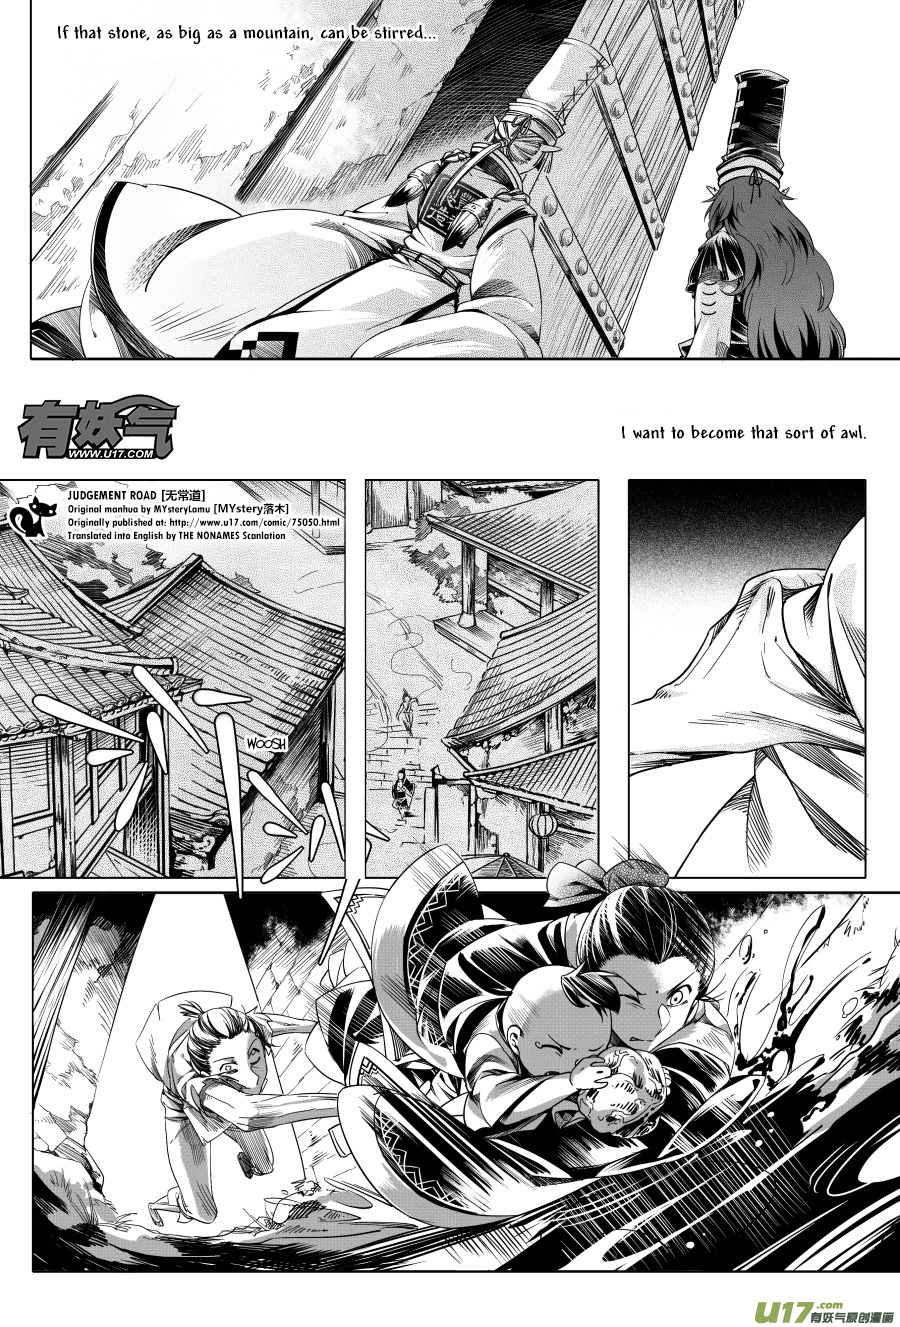 If that stone, as big as a mountain, can be stirred...
有妖气
WWW.U17.COM
I want to become that sort of awl.
JUDGEMENT ROAD [无常道]
Original manhua by MYsteryLamu [MYstery落木]
Originally published at: http://www.u17.com/comic/75050.html
Translated into English by THE NONAMES Scanlation
WOOSH
U17.com
有妖气原创漫画